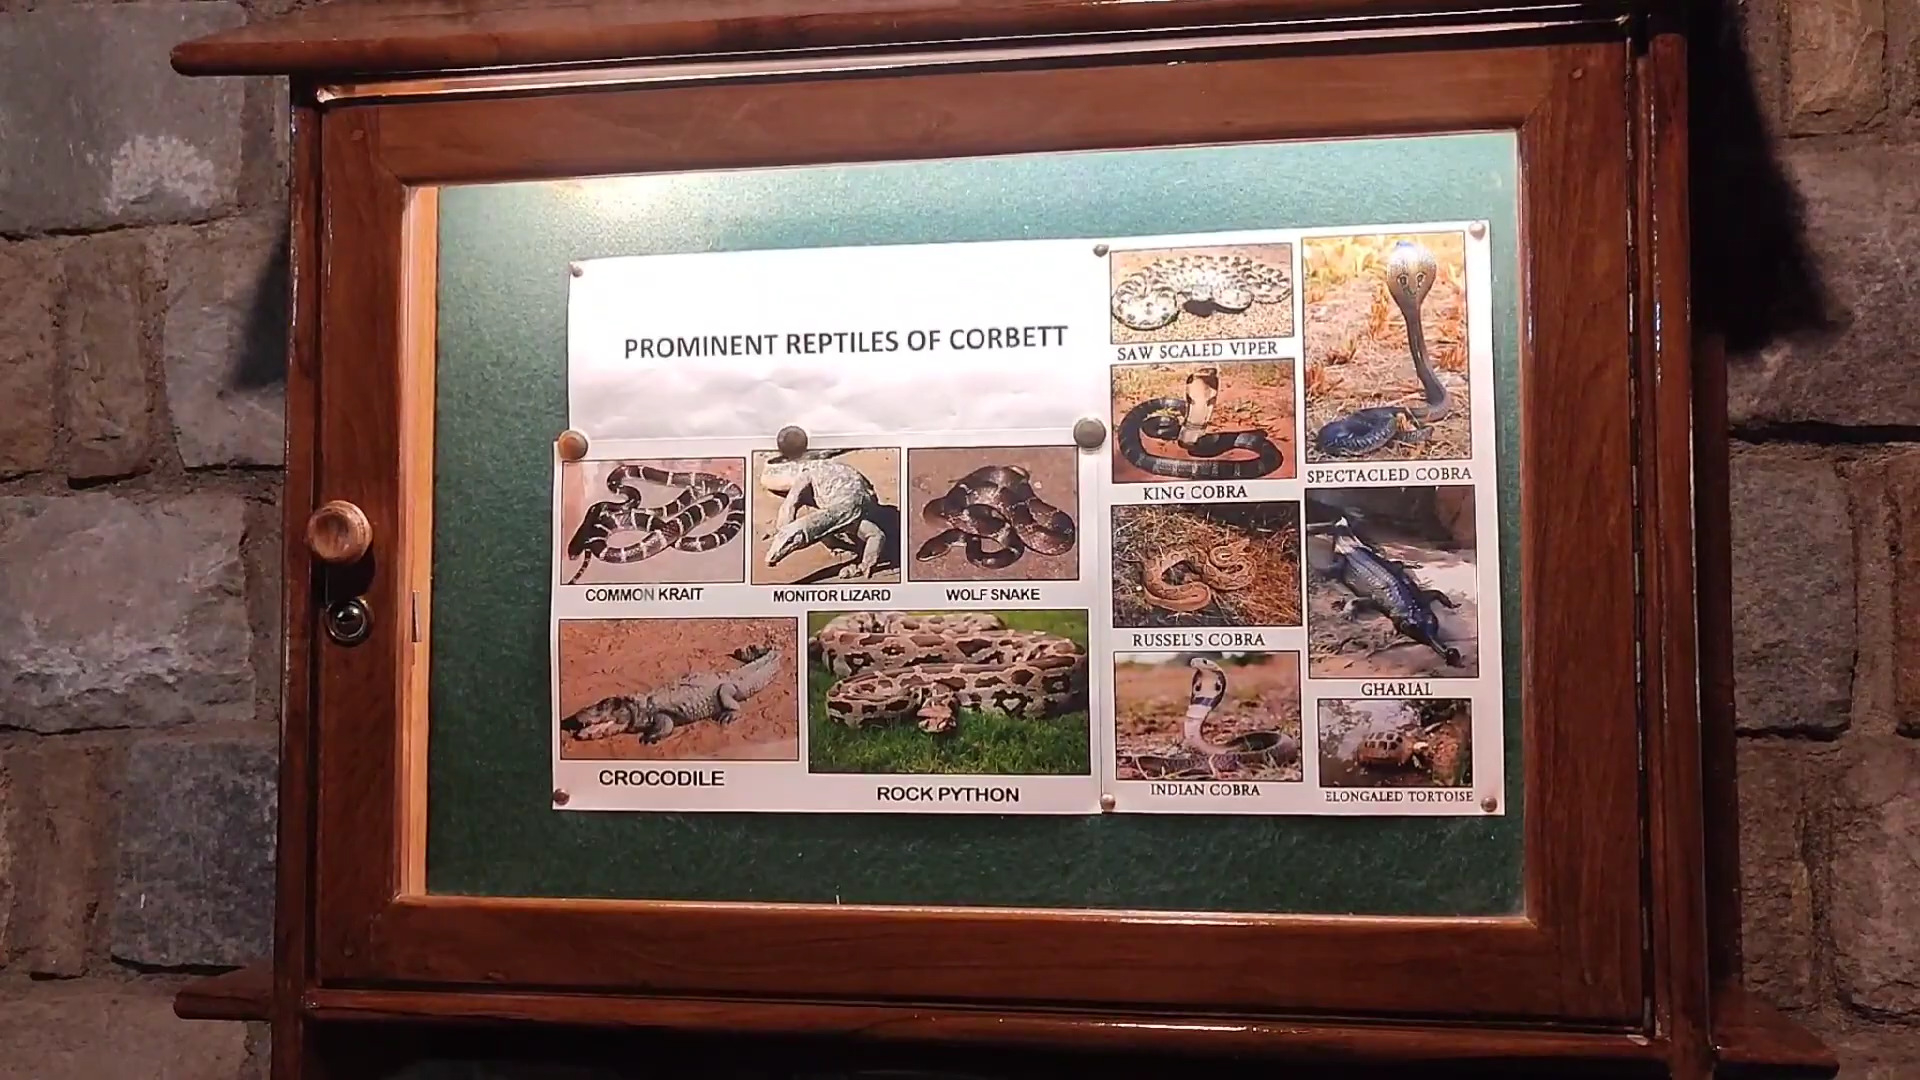 PROMINENT REPTILES OF CORBETT
COMMON KRAIT
MONITOR LIZARD
WOLF SNAKE
CROCODILE
ROCK PYTHON
SAW SCALED VIPER
KING COBRA
SPECTACLED COBRA
RUSSEL'S COBRA
GHARIAL
INDIAN COBRA
ELONGALED TORTOISE